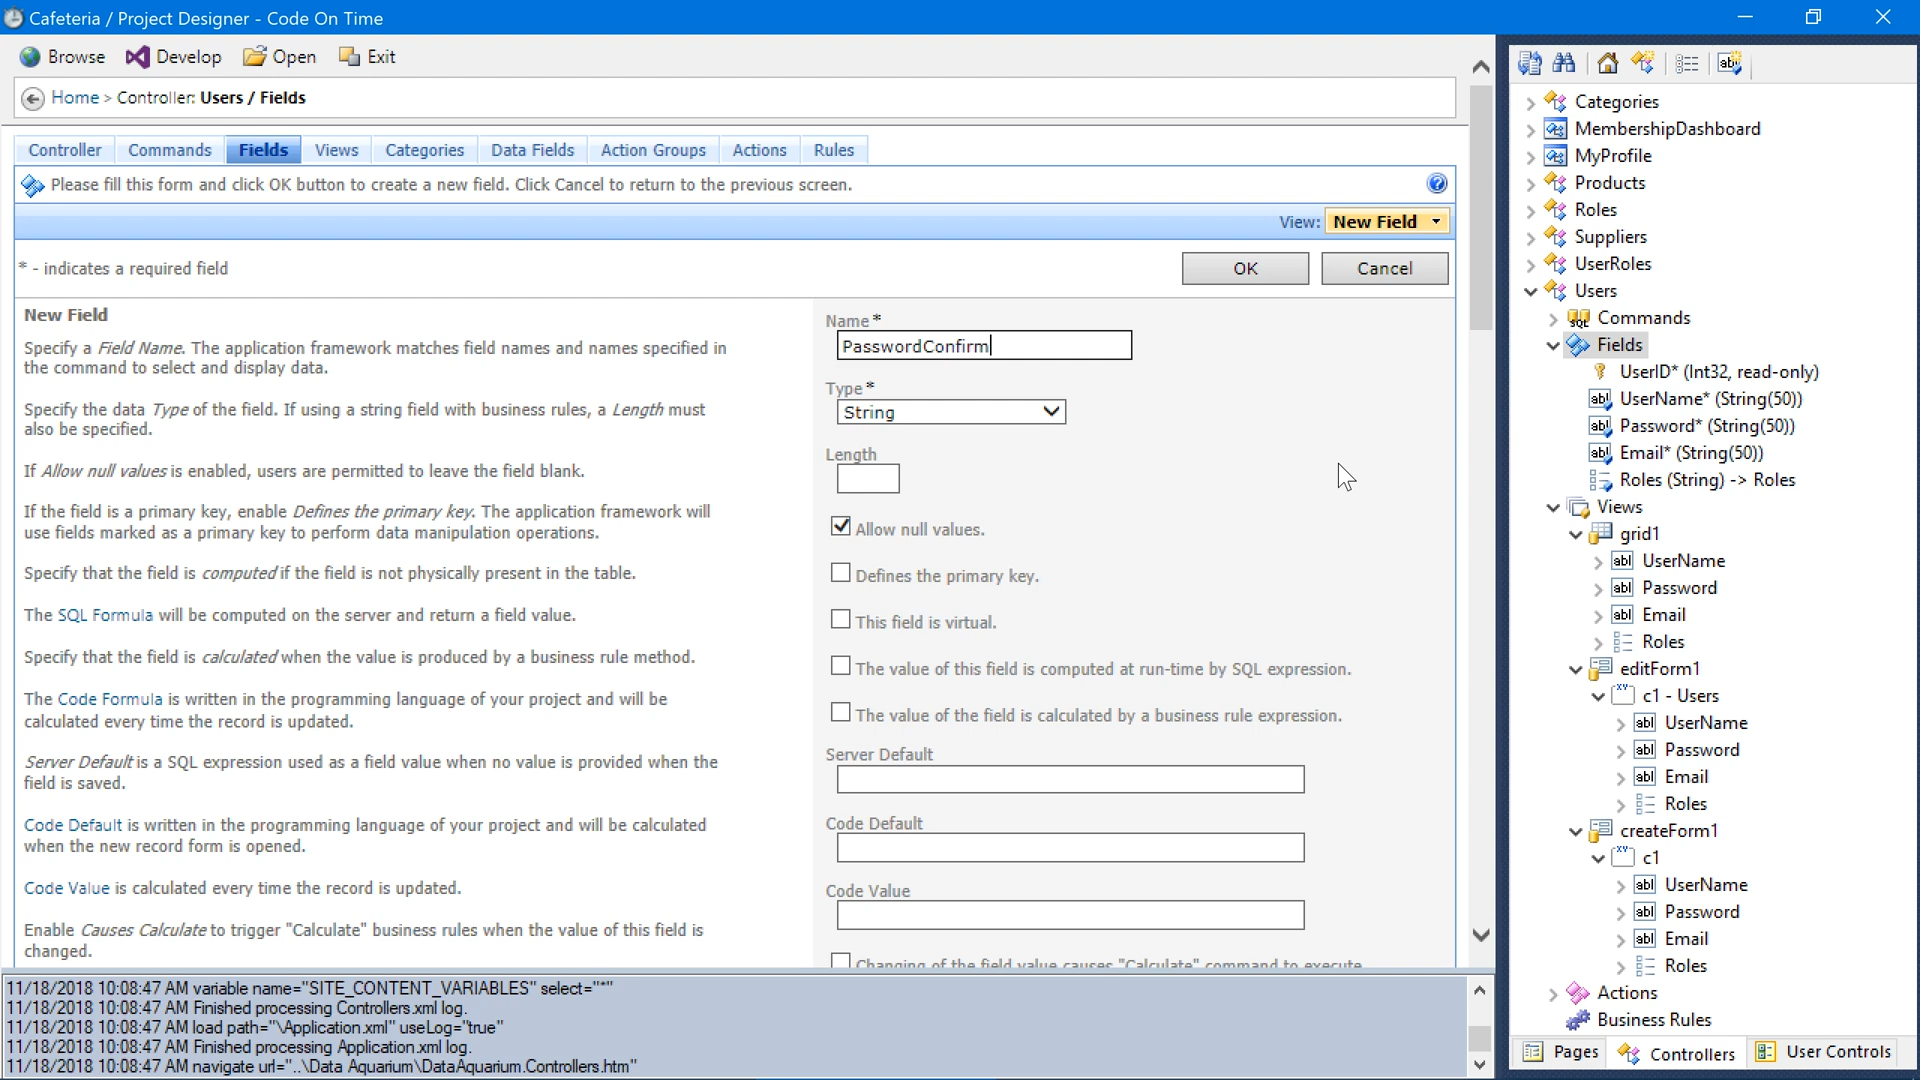 Cafeteria / Project Designer - Code On Time
Browse Develop Open Exit
Home > Controller: Users / Fields
Controller Commands Fields Views Categories Data Fields Action Groups Actions Rules
Please fill this form and click OK button to create a new field. Click Cancel to return to the previous screen.
View: New Field
* - indicates a required field
OK Cancel
New Field
Specify a Field Name. The application framework matches field names and names specified in
the command to select and display data.
Specify the data Type of the field. If using a string field with business rules, a Length must
also be specified.
If Allow null values is enabled, users are permitted to leave the field blank.
If the field is a primary key, enable Defines the primary key. The application framework will
use fields marked as a primary key to perform data manipulation operations.
Specify that the field is computed if the field is not physically present in the table.
The SQL Formula will be computed on the server and return a field value.
Specify that the field is calculated when the value is produced by a business rule method.
The Code Formula is written in the programming language of your project and will be
calculated every time the record is updated.
Server Default is a SQL expression used as a field value when no value is provided when the
field is saved.
Code Default is written in the programming language of your project and will be calculated
when the new record form is opened.
Code Value is calculated every time the record is updated.
Enable Causes Calculate to trigger "Calculate" business rules when the value of this field is
changed.
Name *
PasswordConfirm
Type *
String
Length
Allow null values.
Defines the primary key.
This field is virtual.
The value of this field is computed at run-time by SQL expression.
The value of the field is calculated by a business rule expression.
Server Default
Code Default
Code Value
Changing of the field value causes "Calculate" command to execute
11/18/2018 10:08:47 AM variable name="SITE_CONTENT_VARIABLES" select="*"
11/18/2018 10:08:47 AM Finished processing Controllers.xml log.
11/18/2018 10:08:47 AM load path="\Application.xml" useLog="true"
11/18/2018 10:08:47 AM Finished processing Application.xml log.
11/18/2018 10:08:47 AM navigate url="..\Data Aquarium\DataAquarium.Controllers.htm"
Categories
MembershipDashboard
MyProfile
Products
Roles
Suppliers
UserRoles
Users
Commands
Fields
UserID* (Int32, read-only)
UserName* (String(50))
Password* (String(50))
Email* (String(50))
Roles (String) -> Roles
Views
grid1
UserName
Password
Email
Roles
editForm1
c1 - Users
UserName
Password
Email
Roles
createForm1
c1
UserName
Password
Email
Roles
Actions
Business Rules
Pages Controllers User Controls